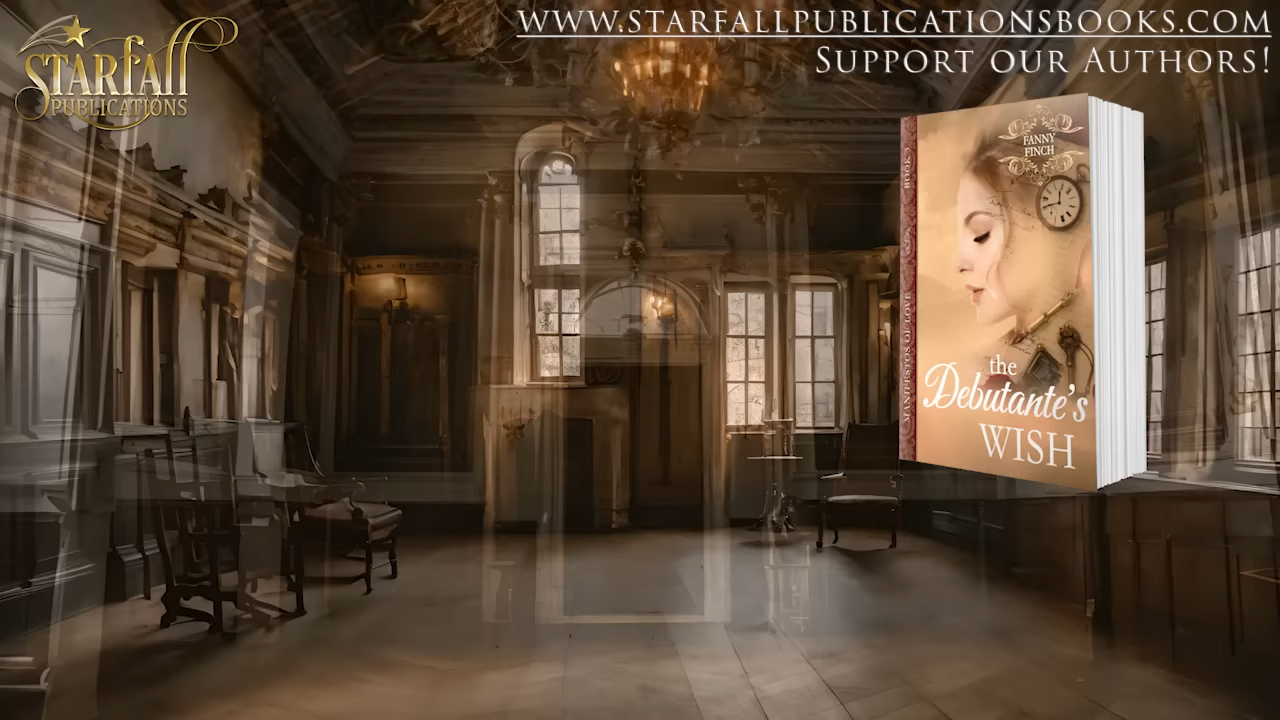 STARfall
PUBLICATIONS
WWW.STARFALLPUBLICATIONSBOOKS.COM
SUPPORT OUR AUTHORS!
FANNY
FINCH
BOOK 3
MANIFESTOS OF LOVE
the
Debutante's
WISH